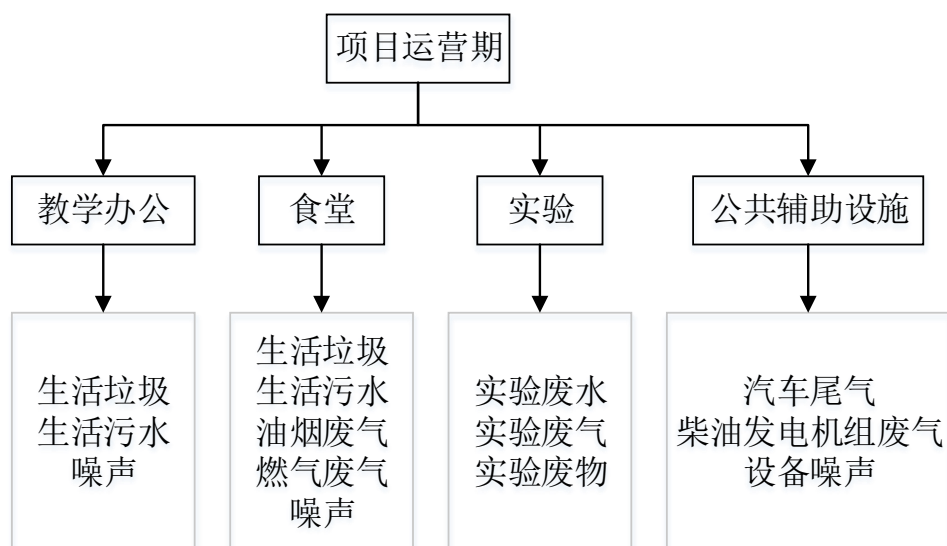 项目运营期
教学办公
食堂
实验
公共辅助设施
生活垃圾
生活污水
噪声
生活垃圾
生活污水
油烟废气
燃气废气
噪声
实验废水
实验废气
实验废物
汽车尾气
柴油发电机组废气
设备噪声